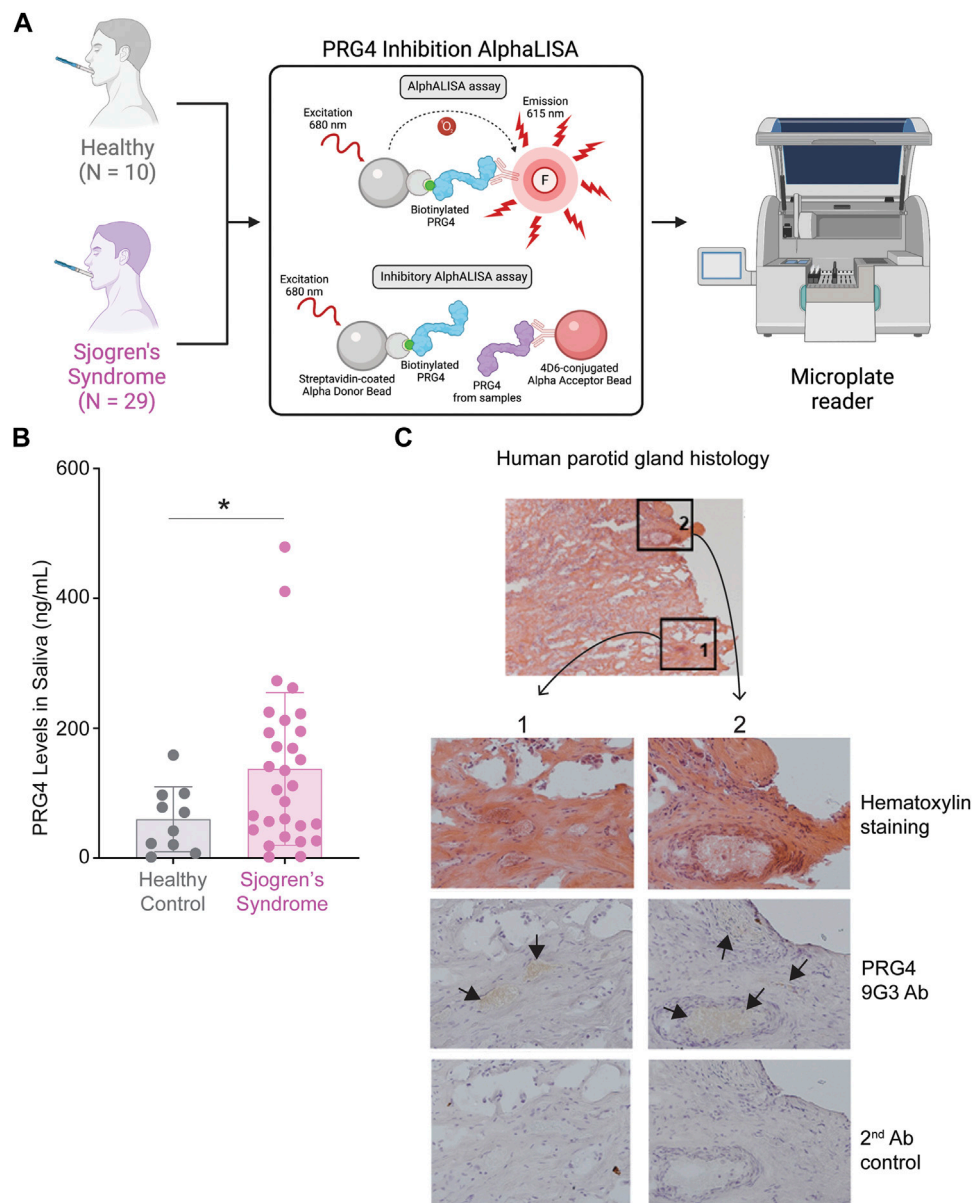 A
Healthy
(N = 10)
Sjogren's
Syndrome
(N = 29)
PRG4 Inhibition AlphaLISA
AlphALISA assay
Excitation
680 nm
Emission
615 nm
¹O₂
F
Biotinylated
PRG4
Inhibitory AlphALISA assay
Excitation
680 nm
Streptavidin-coated
Alpha Donor Bead
Biotinylated
PRG4
PRG4
from samples
4D6-conjugated
Alpha Acceptor Bead
Microplate
reader
B
PRG4 Levels in Saliva (ng/mL)
600
400
200
0
*
Healthy
Control
Sjogren's
Syndrome
C
Human parotid gland histology
2
1
1
2
Hematoxylin
staining
PRG4
9G3 Ab
2nd Ab
control